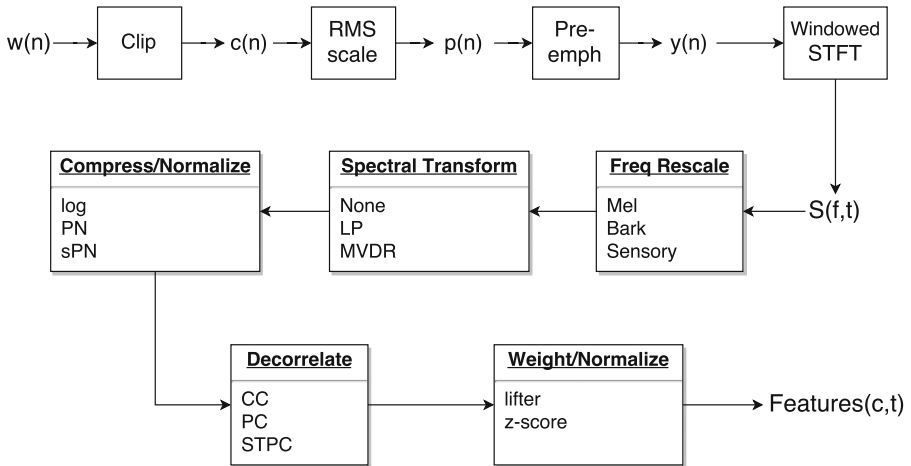 w(n)
Clip
c(n)
RMS
scale
p(n)
Pre-
emph
y(n)
Windowed
STFT
S(f,t)
Freq Rescale
Mel
Bark
Sensory
Spectral Transform
None
LP
MVDR
Compress/Normalize
log
PN
sPN
Decorrelate
CC
PC
STPC
Weight/Normalize
lifter
z-score
Features(c,t)